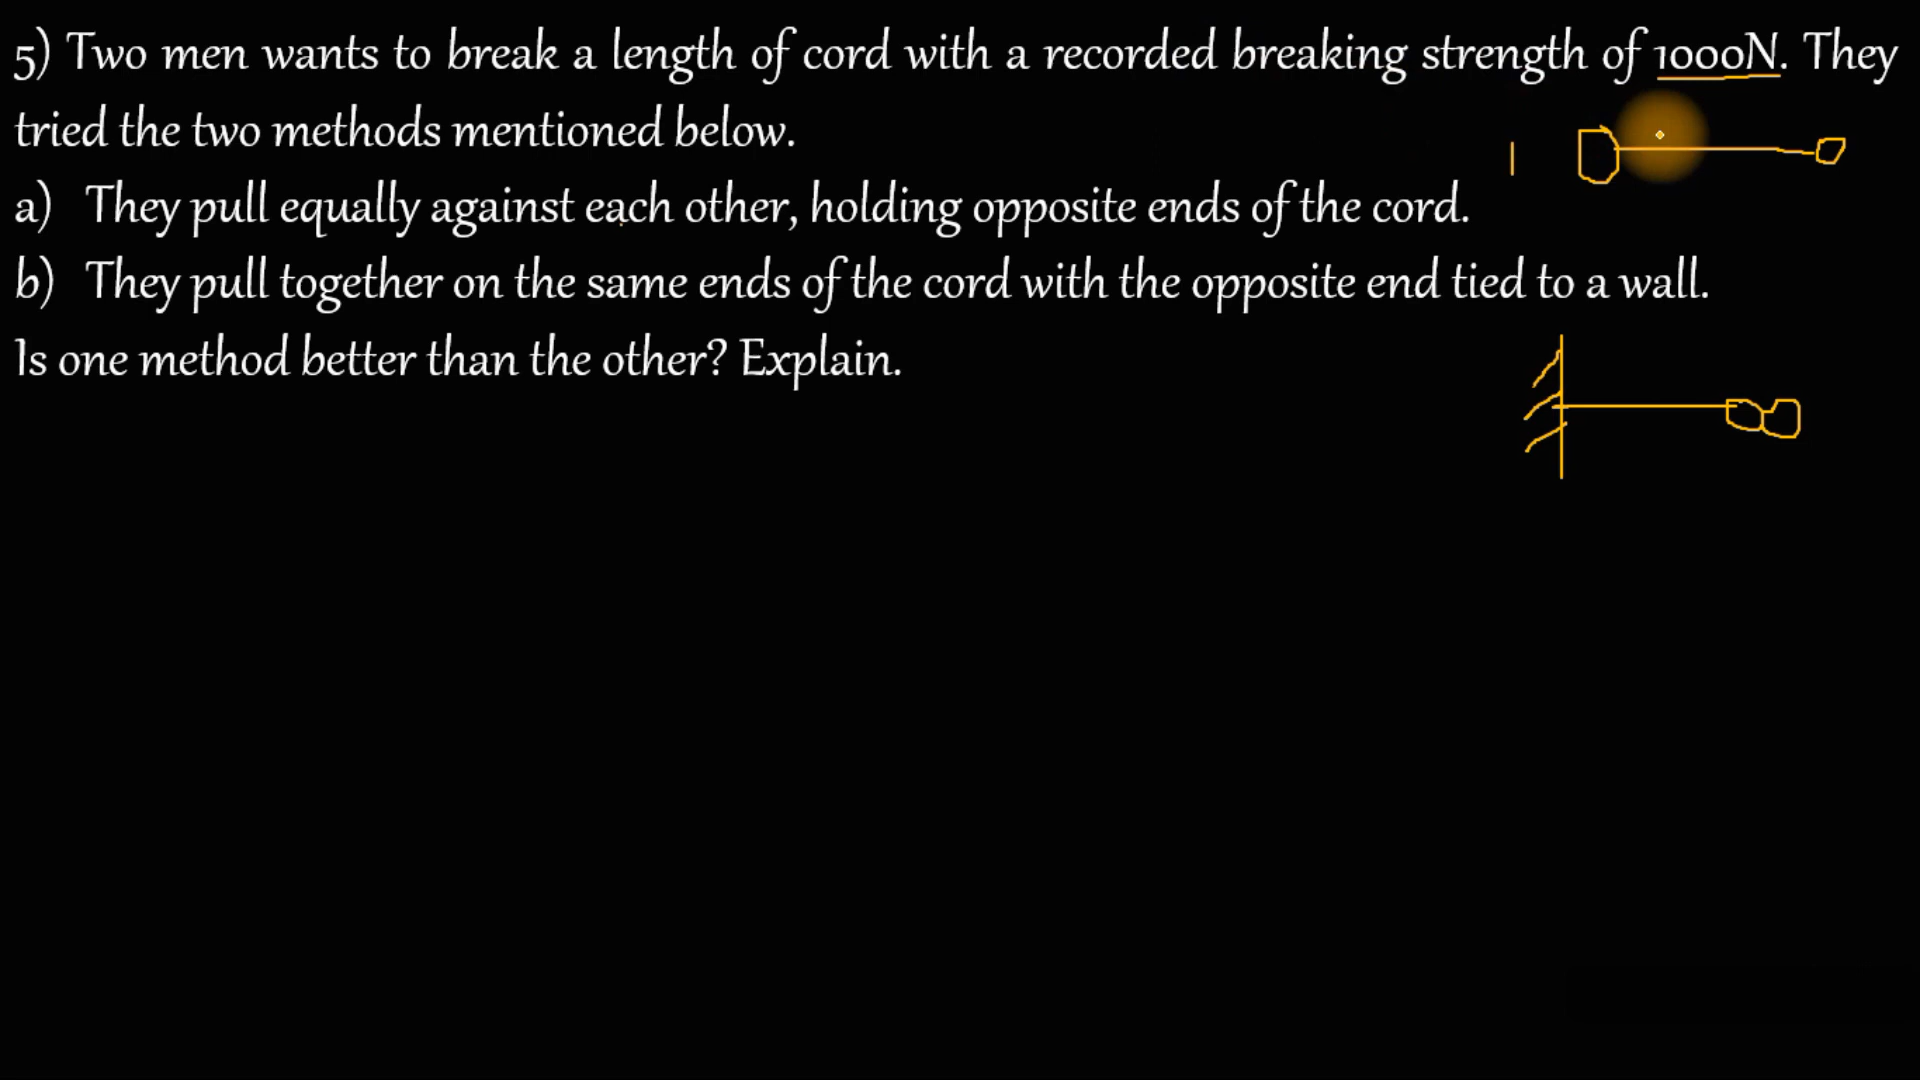 5) Two men wants to break a length of cord with a recorded breaking strength of 1000N. They
tried the two methods mentioned below.
a) They pull equally against each other, holding opposite ends of the cord.
b) They pull together on the same ends of the cord with the opposite end tied to a wall.
Is one method better than the other? Explain.